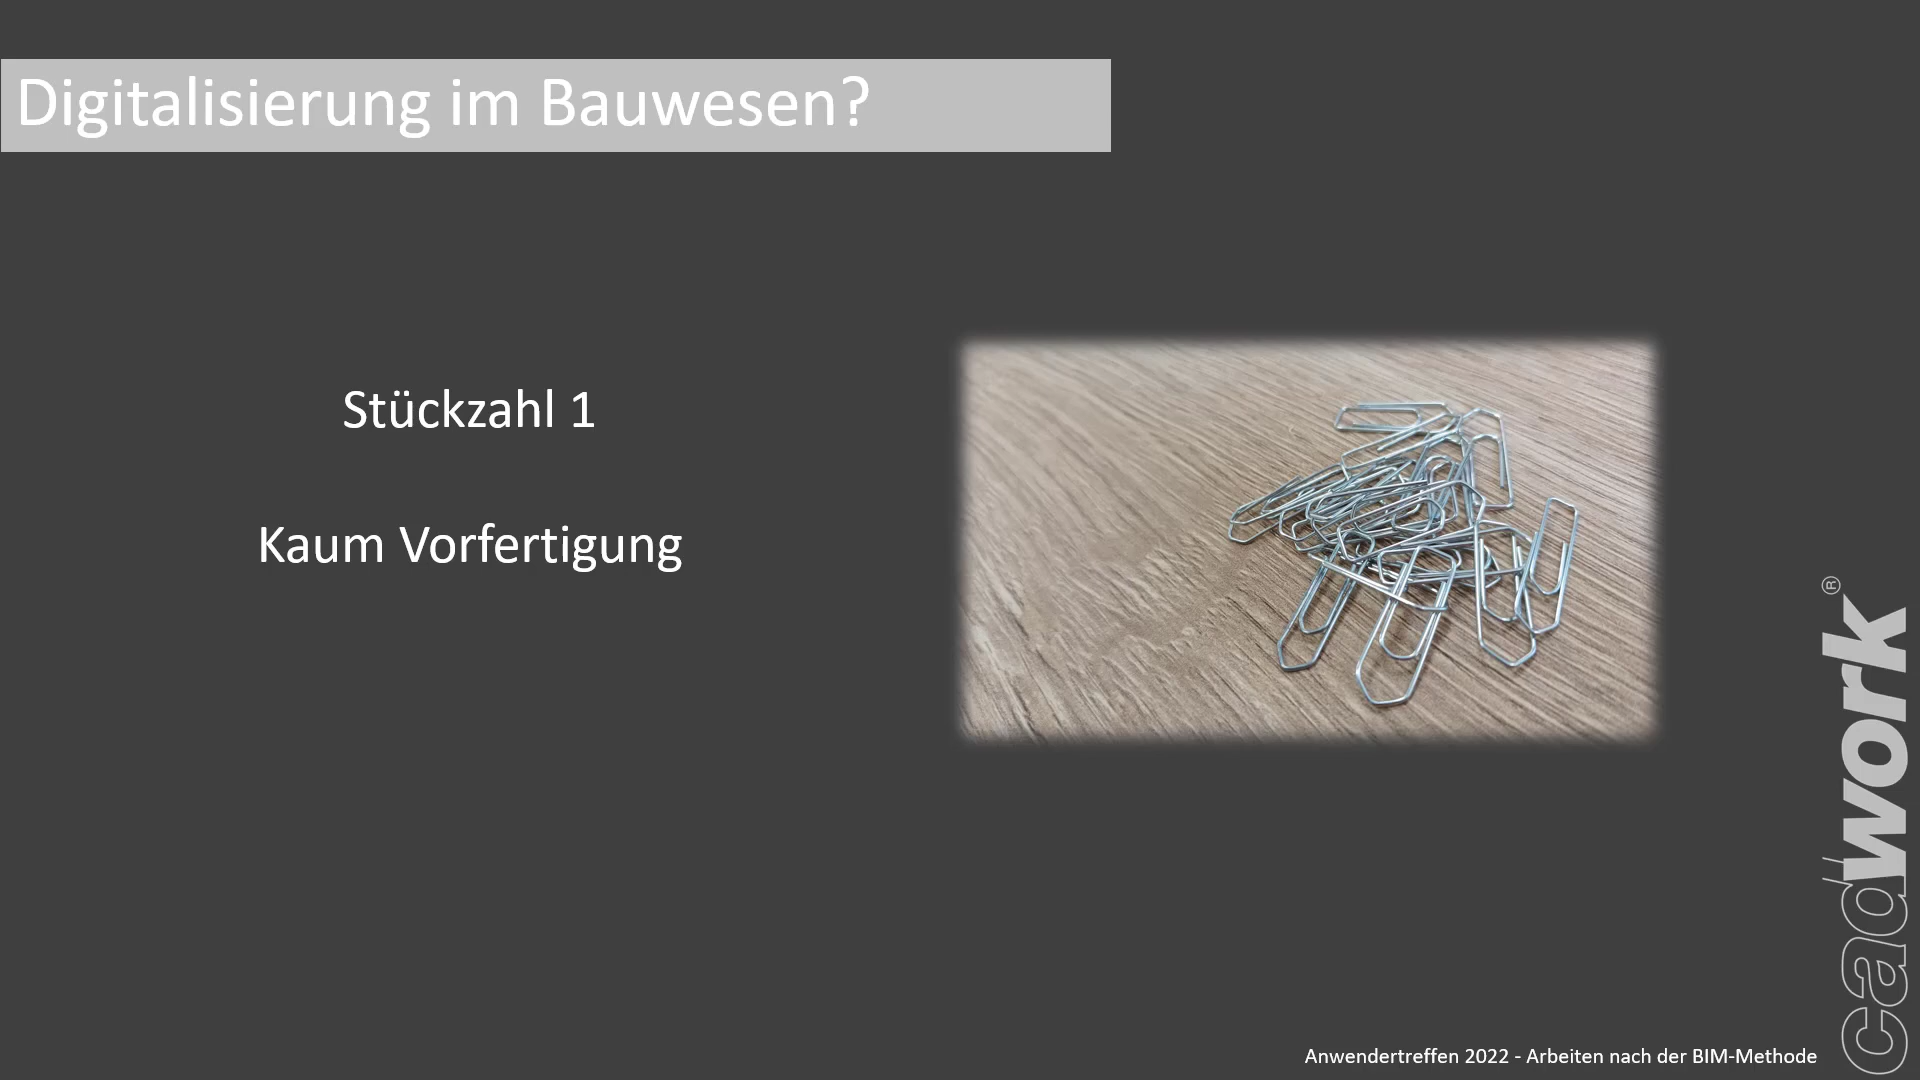 Digitalisierung im Bauwesen?
Stückzahl 1
Kaum Vorfertigung
cadwork®
Anwendertreffen 2022 - Arbeiten nach der BIM-Methode